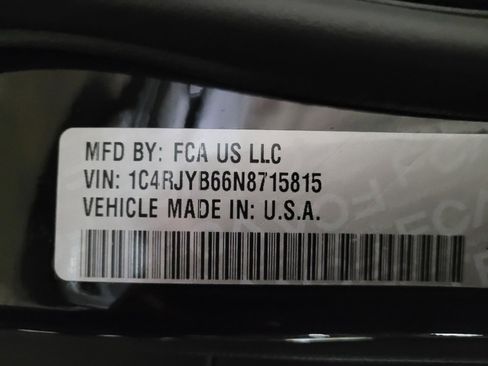 MFD BY: FCA US LLC
VIN: 1C4RJYB66N8715815
VEHICLE MADE IN: U.S.A.